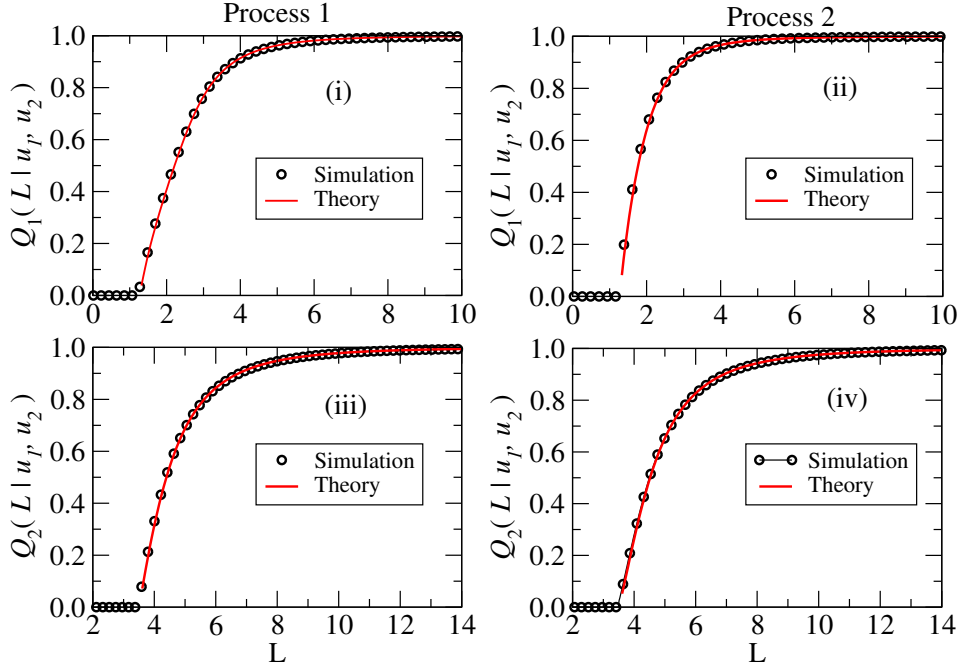 Process 1
Process 2
1.0
0.8
0.6
0.4
0.2
0.0
Q1( L | u1, u2 )
(i)
Simulation
Theory
0 2 4 6 8 10
1.0
0.8
0.6
0.4
0.2
0.0
Q1( L | u1, u2 )
(ii)
Simulation
Theory
0 2 4 6 8 10
1.0
0.8
0.6
0.4
0.2
0.0
Q2( L | u1, u2 )
(iii)
Simulation
Theory
2 4 6 8 10 12 14
L
1.0
0.8
0.6
0.4
0.2
0.0
Q2( L | u1, u2 )
(iv)
Simulation
Theory
2 4 6 8 10 12 14
L